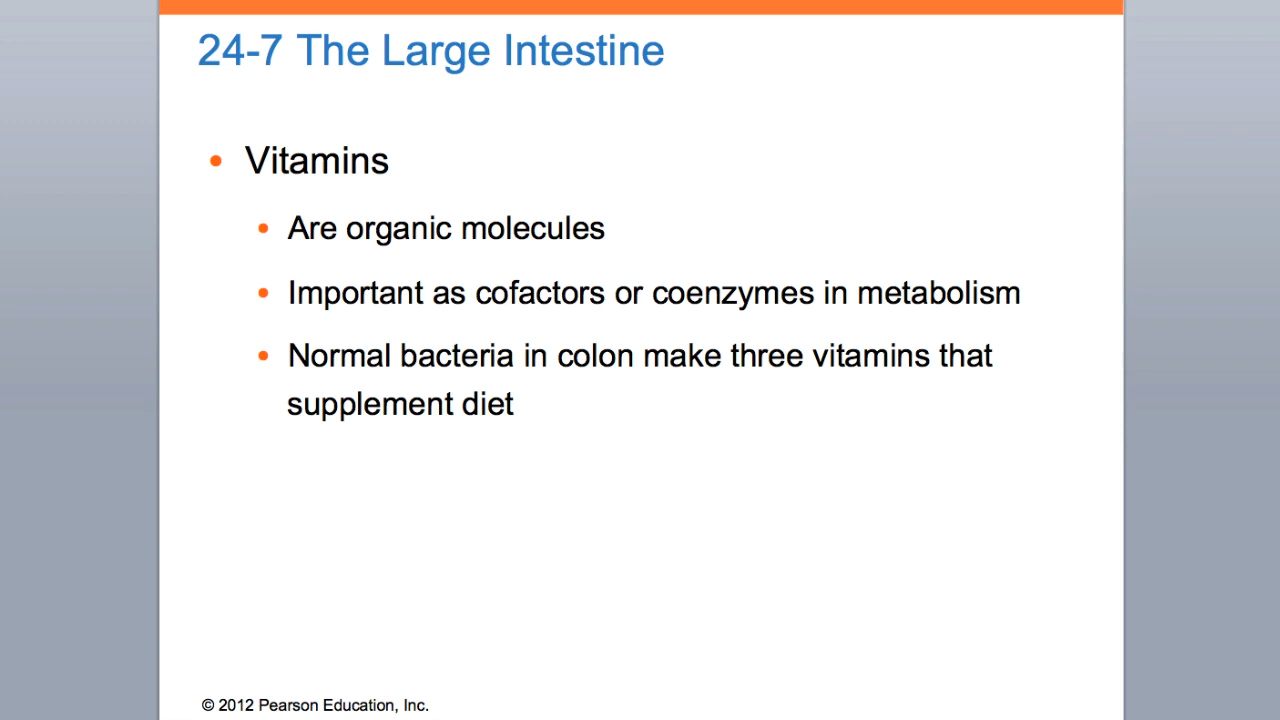 24-7 The Large Intestine
• Vitamins
• Are organic molecules
• Important as cofactors or coenzymes in metabolism
• Normal bacteria in colon make three vitamins that
supplement diet
© 2012 Pearson Education, Inc.